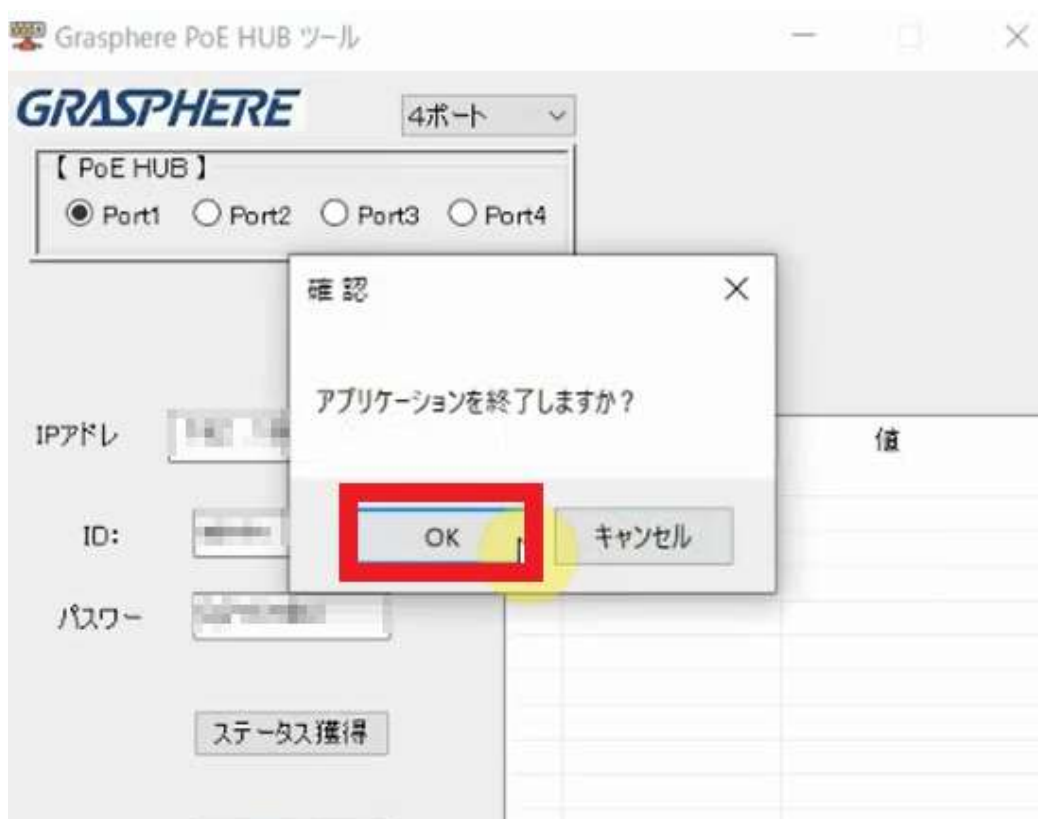 Grasphere PoE HUB ツール
GRASPHERE
4ポート
【 PoE HUB 】
Port1 Port2 Port3 Port4
確認
アプリケーションを終了しますか?
OK キャンセル
IPアドレ
値
ID:
パスワー
ステータス獲得